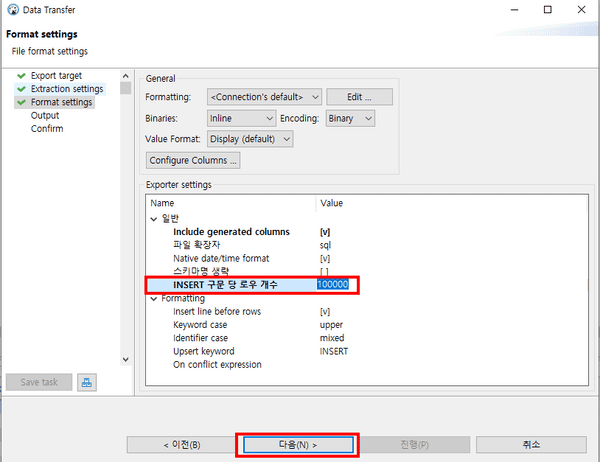 Data Transfer
Format settings
File format settings
Export target
Extraction settings
Format settings
Output
Confirm
General
Formatting: <Connection's default> Edit ...
Binaries: Inline Encoding: Binary
Value Format: Display (default)
Configure Columns ...
Exporter settings
Name Value
일반
Include generated columns [v]
파일 확장자 sql
Native date/time format [v]
스키마명 생략 [ ]
INSERT 구문 당 로우 개수 100000
Formatting
Insert line before rows [v]
Keyword case upper
Identifier case mixed
Upsert keyword INSERT
On conflict expression
Save task
< 이전(B) 다음(N) > 진행(P) 취소